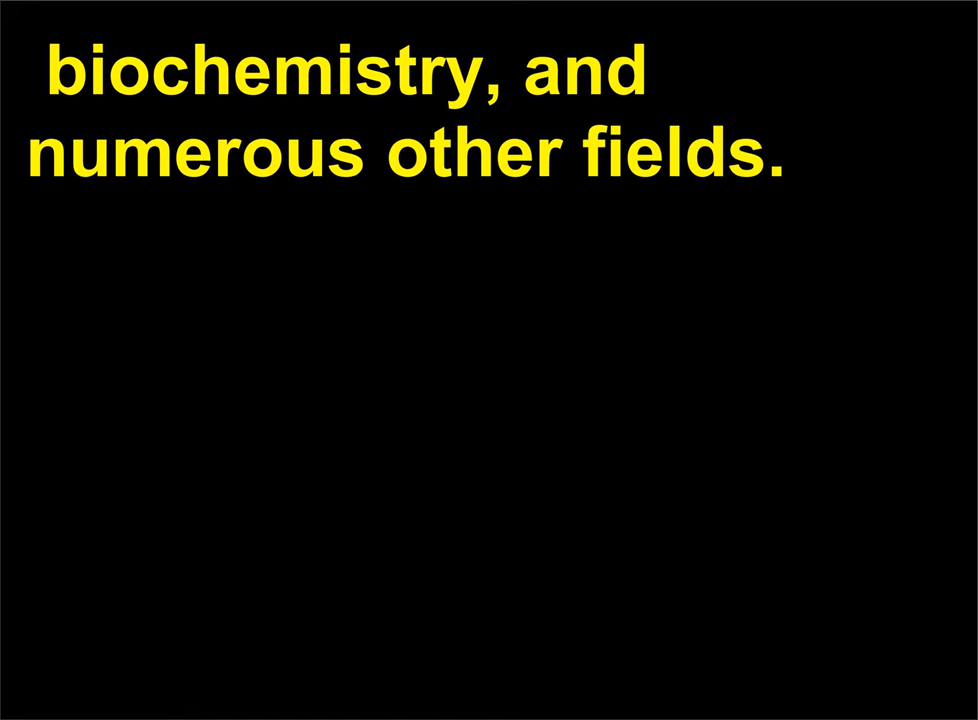 biochemistry, and
numerous other fields.